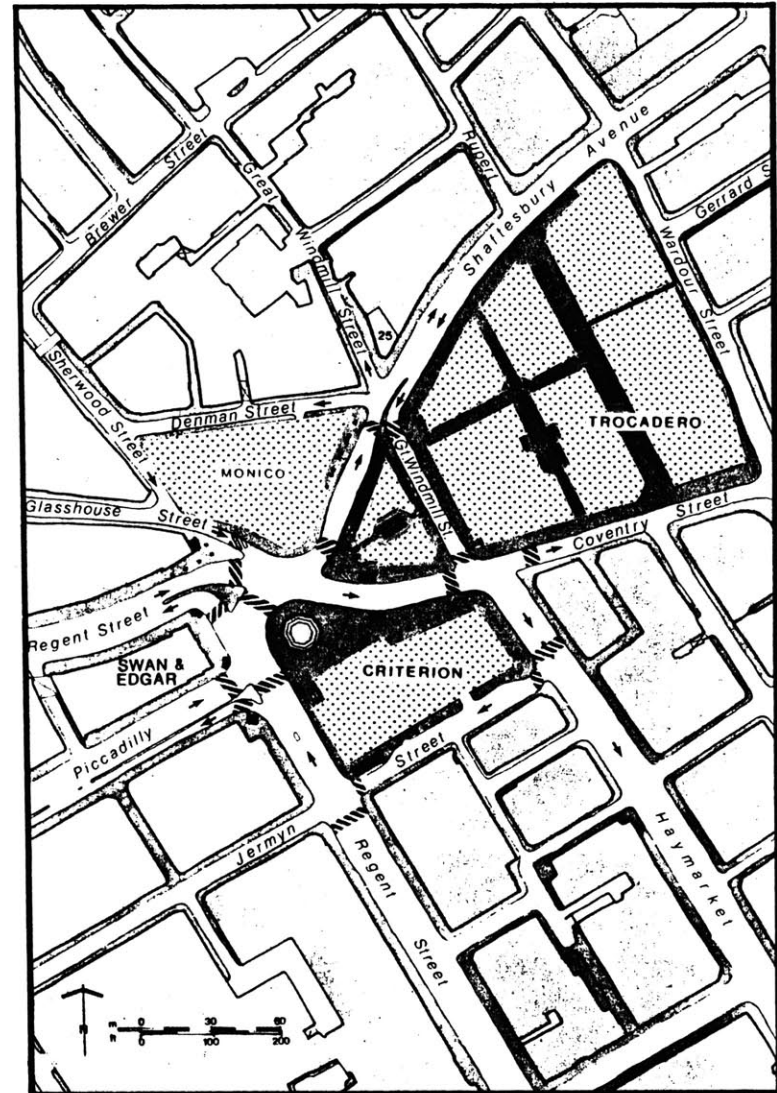 Brewer Street
Great Windmill Street
Rupert
Shaftesbury Avenue
Gerrard S
Wardour Street
25
Sherwood Street
Denman Street
TROCADERO
MONICO
Gt. Windmill St.
Glasshouse Street
Coventry Street
Regent Street
SWAN &
EDGAR
CRITERION
Piccadilly
Jermyn Street
Regent Street
Haymarket
N
m 0 30 60
ft 0 100 200